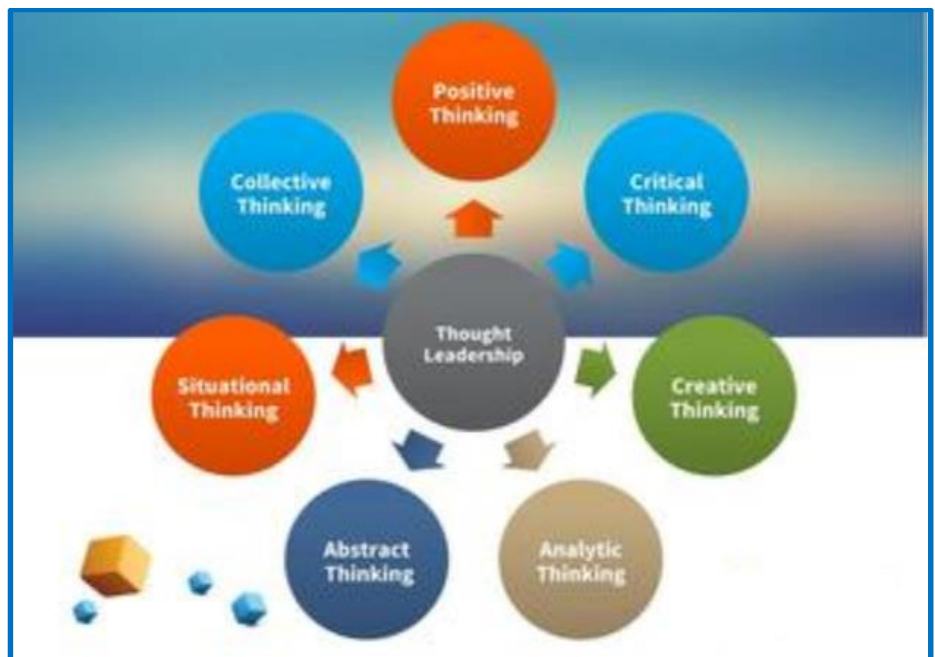 Positive
Thinking
Collective
Thinking
Critical
Thinking
Thought
Leadership
Situational
Thinking
Creative
Thinking
Abstract
Thinking
Analytic
Thinking